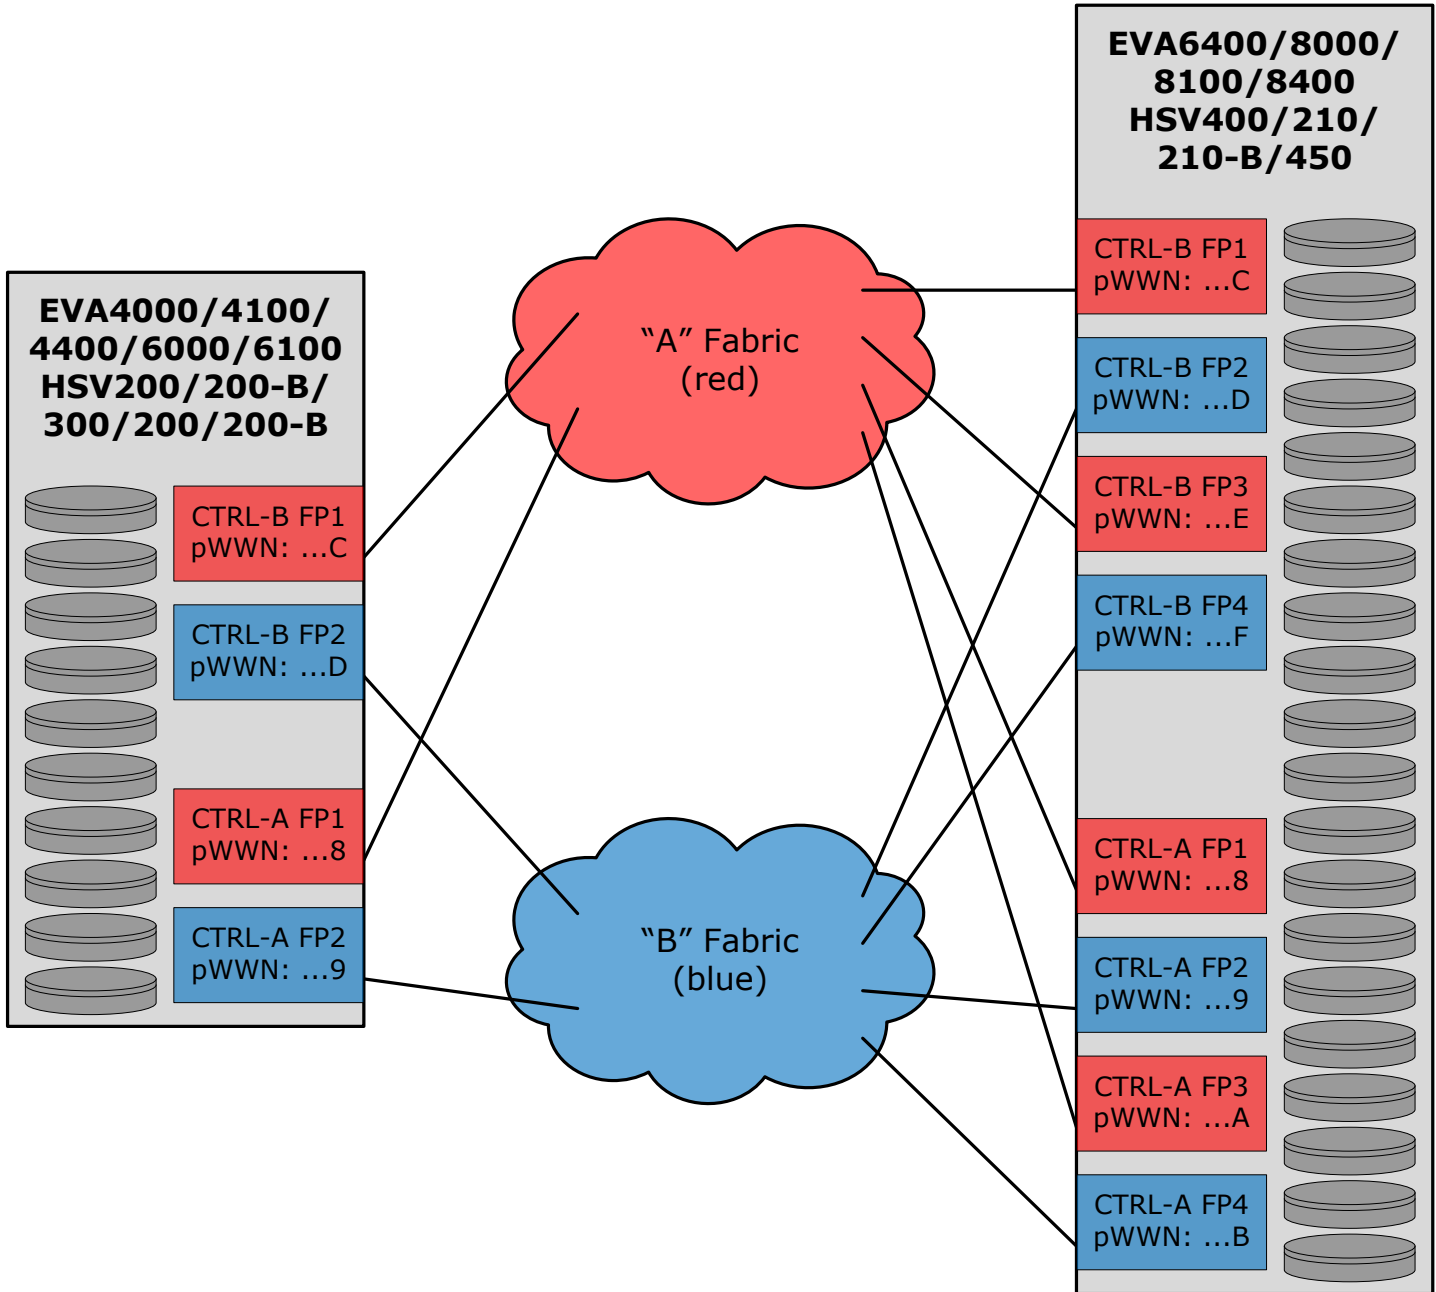 EVA4000/4100/
4400/6000/6100
HSV200/200-B/
300/200/200-B
CTRL-B FP1
pWWN: ...C
CTRL-B FP2
pWWN: ...D
CTRL-A FP1
pWWN: ...8
CTRL-A FP2
pWWN: ...9
“A” Fabric
(red)
“B” Fabric
(blue)
EVA6400/8000/
8100/8400
HSV400/210/
210-B/450
CTRL-B FP1
pWWN: ...C
CTRL-B FP2
pWWN: ...D
CTRL-B FP3
pWWN: ...E
CTRL-B FP4
pWWN: ...F
CTRL-A FP1
pWWN: ...8
CTRL-A FP2
pWWN: ...9
CTRL-A FP3
pWWN: ...A
CTRL-A FP4
pWWN: ...B